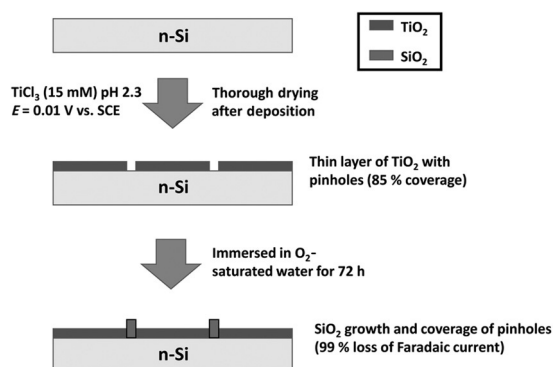 n-Si
TiO2
SiO2
TiCl3 (15 mM) pH 2.3
E = 0.01 V vs. SCE
Thorough drying
after deposition
n-Si
Thin layer of TiO2 with
pinholes (85 % coverage)
Immersed in O2-
saturated water for 72 h
n-Si
SiO2 growth and coverage of pinholes
(99 % loss of Faradaic current)